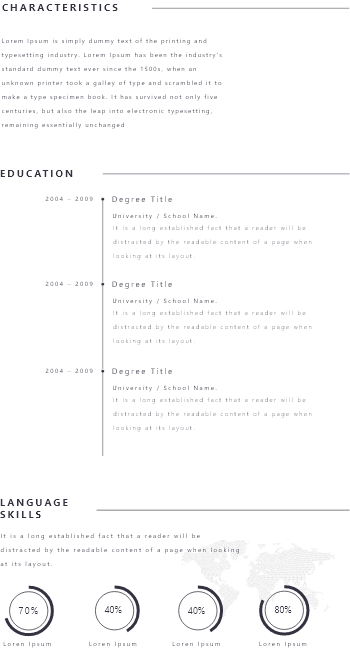 CHARACTERISTICS
Lorem Ipsum is simply dummy text of the printing and
typesetting industry. Lorem Ipsum has been the industry's
standard dummy text ever since the 1500s, when an
unknown printer took a galley of type and scrambled it to
make a type specimen book. It has survived not only five
centuries, but also the leap into electronic typesetting,
remaining essentially unchanged
EDUCATION
2004 - 2009 Degree Title
University / School Name.
It is a long established fact that a reader will be
distracted by the readable content of a page when
looking at its layout.
2004 - 2009 Degree Title
University / School Name.
It is a long established fact that a reader will be
distracted by the readable content of a page when
looking at its layout.
2004 - 2009 Degree Title
University / School Name.
It is a long established fact that a reader will be
distracted by the readable content of a page when
looking at its layout.
LANGUAGE
SKILLS
It is a long established fact that a reader will be
distracted by the readable content of a page when looking
at its layout.
70% 40% 40% 80%
Lorem Ipsum Lorem Ipsum Lorem Ipsum Lorem Ipsum